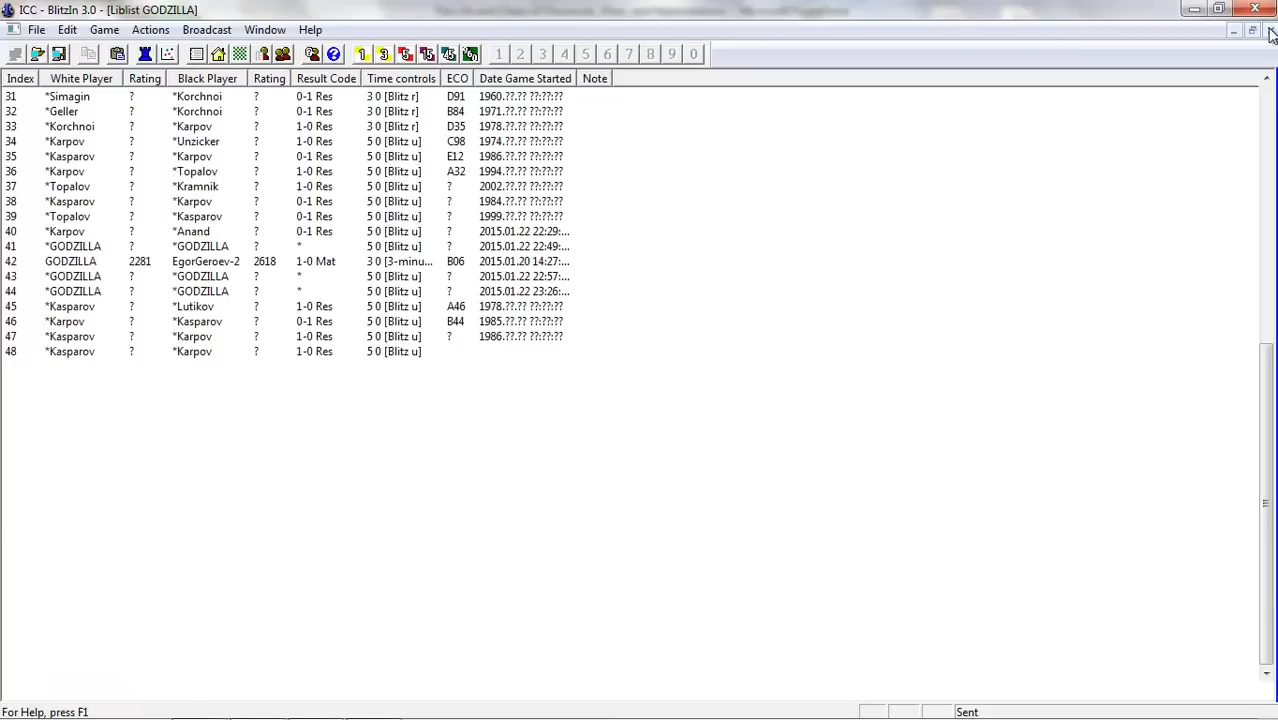 ICC - BlitzIn 3.0 - [Liblist GODZILLA]
File Edit Game Actions Broadcast Window Help
1 3 5 15 45 1 2 3 4 5 6 7 8 9 0
Index White Player Rating Black Player Rating Result Code Time controls ECO Date Game Started Note
31 *Simagin ? *Korchnoi ? 0-1 Res 3 0 [Blitz r] D91 1960.??.?? ??:??:??
32 *Geller ? *Korchnoi ? 0-1 Res 3 0 [Blitz r] B84 1971.??.?? ??:??:??
33 *Korchnoi ? *Karpov ? 1-0 Res 3 0 [Blitz r] D35 1978.??.?? ??:??:??
34 *Karpov ? *Unzicker ? 1-0 Res 5 0 [Blitz u] C98 1974.??.?? ??:??:??
35 *Kasparov ? *Karpov ? 0-1 Res 5 0 [Blitz u] E12 1986.??.?? ??:??:??
36 *Karpov ? *Topalov ? 1-0 Res 5 0 [Blitz u] A32 1994.??.?? ??:??:??
37 *Topalov ? *Kramnik ? 0-1 Res 5 0 [Blitz u] ? 2002.??.?? ??:??:??
38 *Kasparov ? *Karpov ? 0-1 Res 5 0 [Blitz u] ? 1984.??.?? ??:??:??
39 *Topalov ? *Kasparov ? 0-1 Res 5 0 [Blitz u] ? 1999.??.?? ??:??:??
40 *Karpov ? *Anand ? 0-1 Res 5 0 [Blitz u] ? 2015.01.22 22:29:...
41 *GODZILLA ? *GODZILLA ? * 5 0 [Blitz u] ? 2015.01.22 22:49:...
42 GODZILLA 2281 EgorGeroev-2 2618 1-0 Mat 3 0 [3-minu... B06 2015.01.20 14:27:...
43 *GODZILLA ? *GODZILLA ? * 5 0 [Blitz u] ? 2015.01.22 22:57:...
44 *GODZILLA ? *GODZILLA ? * 5 0 [Blitz u] ? 2015.01.22 23:26:...
45 *Kasparov ? *Lutikov ? 1-0 Res 5 0 [Blitz u] A46 1978.??.?? ??:??:??
46 *Karpov ? *Kasparov ? 0-1 Res 5 0 [Blitz u] B44 1985.??.?? ??:??:??
47 *Kasparov ? *Karpov ? 1-0 Res 5 0 [Blitz u] ? 1986.??.?? ??:??:??
48 *Kasparov ? *Karpov ? 1-0 Res 5 0 [Blitz u]
For Help, press F1 Sent